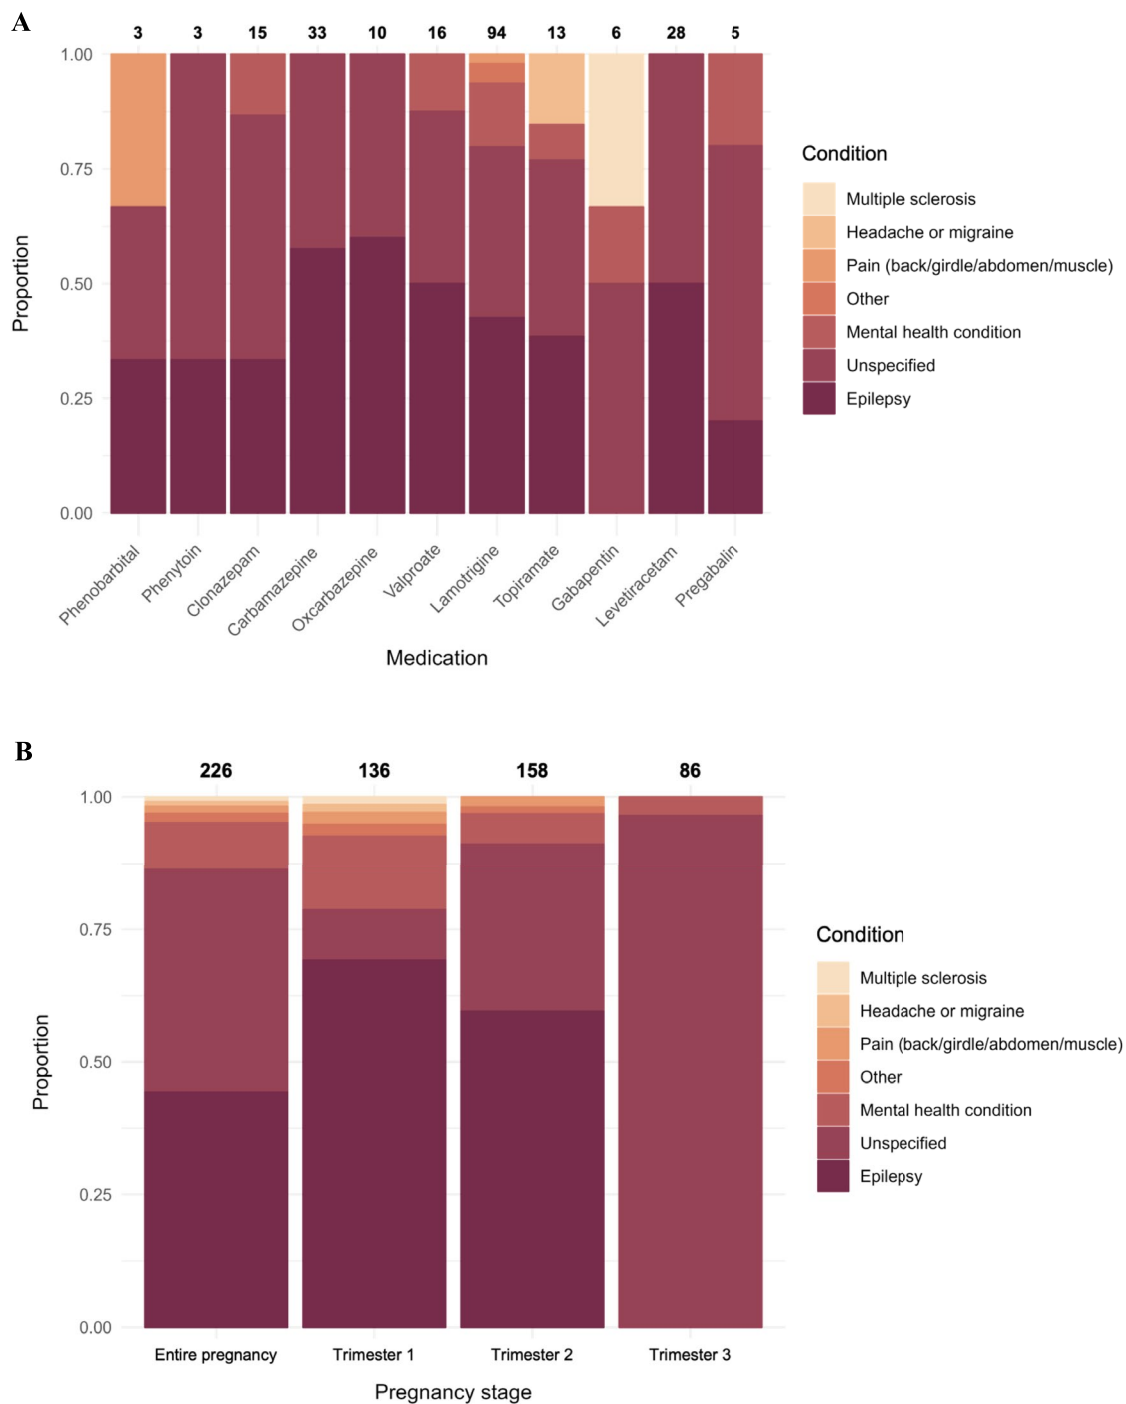 A
3 3 15 33 10 16 94 13 6 28 5
1.00
0.75
0.50
0.25
0.00
Proportion
Phenobarbital
Phenytoin
Clonazepam
Carbamazepine
Oxcarbazepine
Valproate
Lamotrigine
Topiramate
Gabapentin
Levetiracetam
Pregabalin
Medication
Condition
Multiple sclerosis
Headache or migraine
Pain (back/girdle/abdomen/muscle)
Other
Mental health condition
Unspecified
Epilepsy
B
226 136 158 86
1.00
0.75
0.50
0.25
0.00
Proportion
Entire pregnancy Trimester 1 Trimester 2 Trimester 3
Pregnancy stage
Condition
Multiple sclerosis
Headache or migraine
Pain (back/girdle/abdomen/muscle)
Other
Mental health condition
Unspecified
Epilepsy